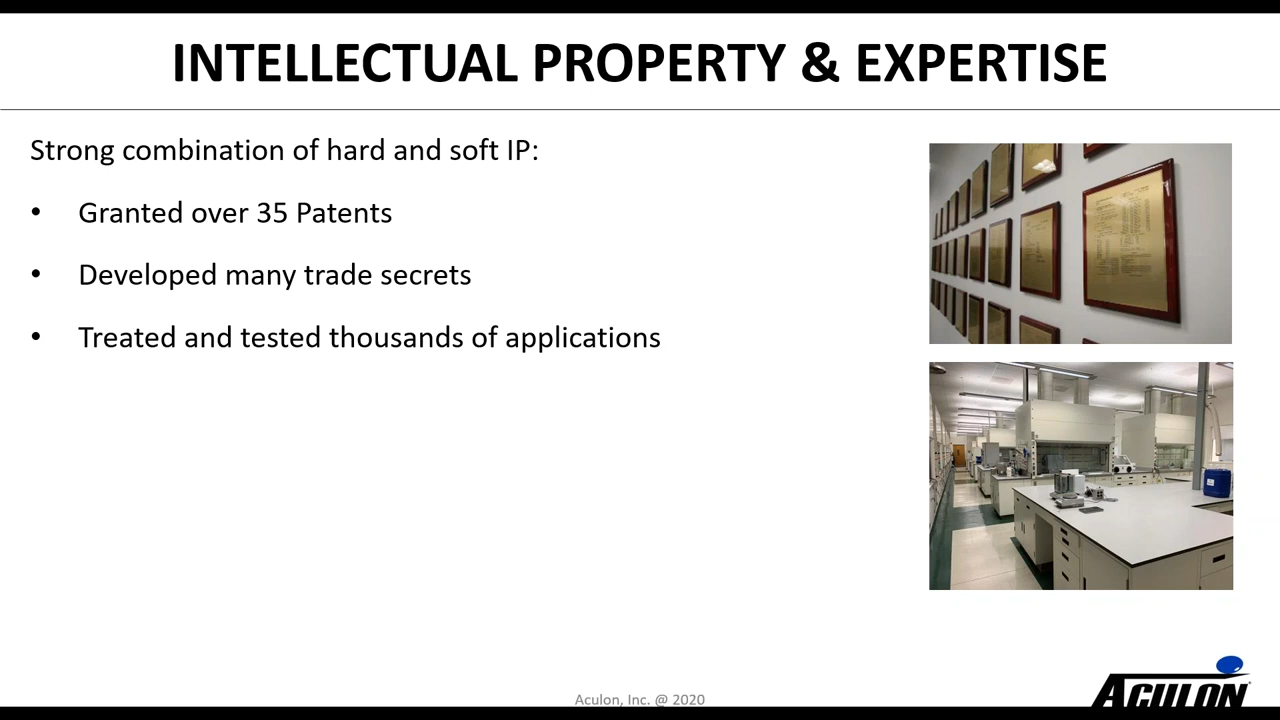 INTELLECTUAL PROPERTY & EXPERTISE
Strong combination of hard and soft IP:
• Granted over 35 Patents
• Developed many trade secrets
• Treated and tested thousands of applications
Aculon, Inc. @ 2020
ACULON